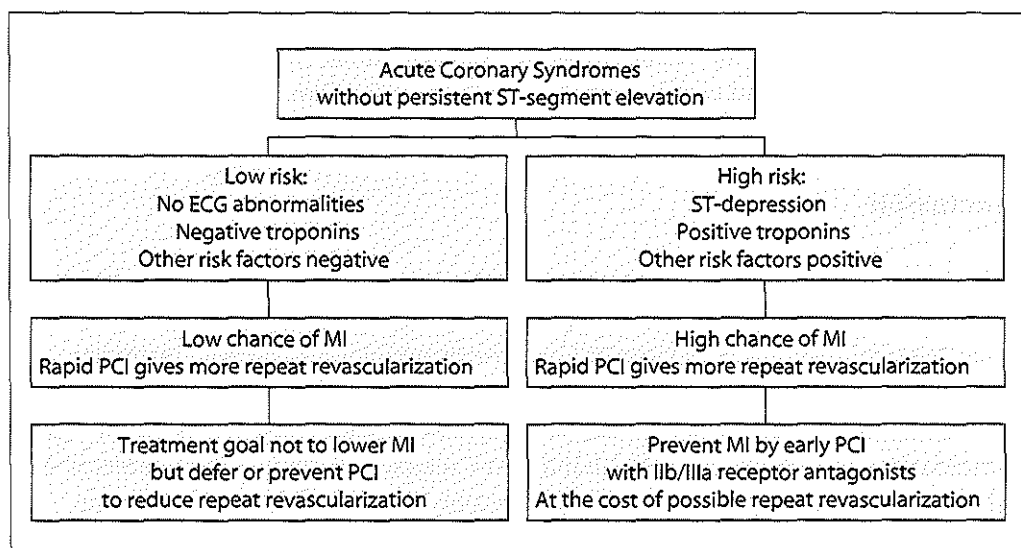 Acute Coronary Syndromes
without persistent ST-segment elevation
Low risk:
No ECG abnormalities
Negative troponins
Other risk factors negative
High risk:
ST-depression
Positive troponins
Other risk factors positive
Low chance of MI
Rapid PCI gives more repeat revascularization
High chance of MI
Rapid PCI gives more repeat revascularization
Treatment goal not to lower MI
but defer or prevent PCI
to reduce repeat revascularization
Prevent MI by early PCI
with IIb/IIIa receptor antagonists
At the cost of possible repeat revascularization